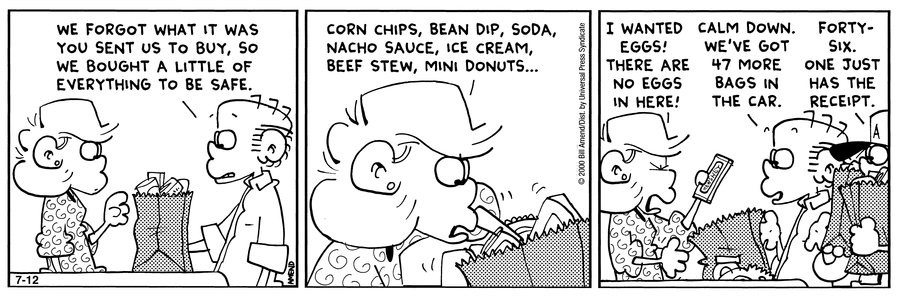 WE FORGOT WHAT IT WAS
YOU SENT US TO BUY, SO
WE BOUGHT A LITTLE OF
EVERYTHING TO BE SAFE.
7-12
AMEND
CORN CHIPS, BEAN DIP, SODA,
NACHO SAUCE, ICE CREAM,
BEEF STEW, MINI DONUTS...
© 2000 Bill Amend/Dist. by Universal Press Syndicate
I WANTED
EGGS!
THERE ARE
NO EGGS
IN HERE!
CALM DOWN.
WE'VE GOT
47 MORE
BAGS IN
THE CAR.
FORTY-
SIX.
ONE JUST
HAS THE
RECEIPT.
A